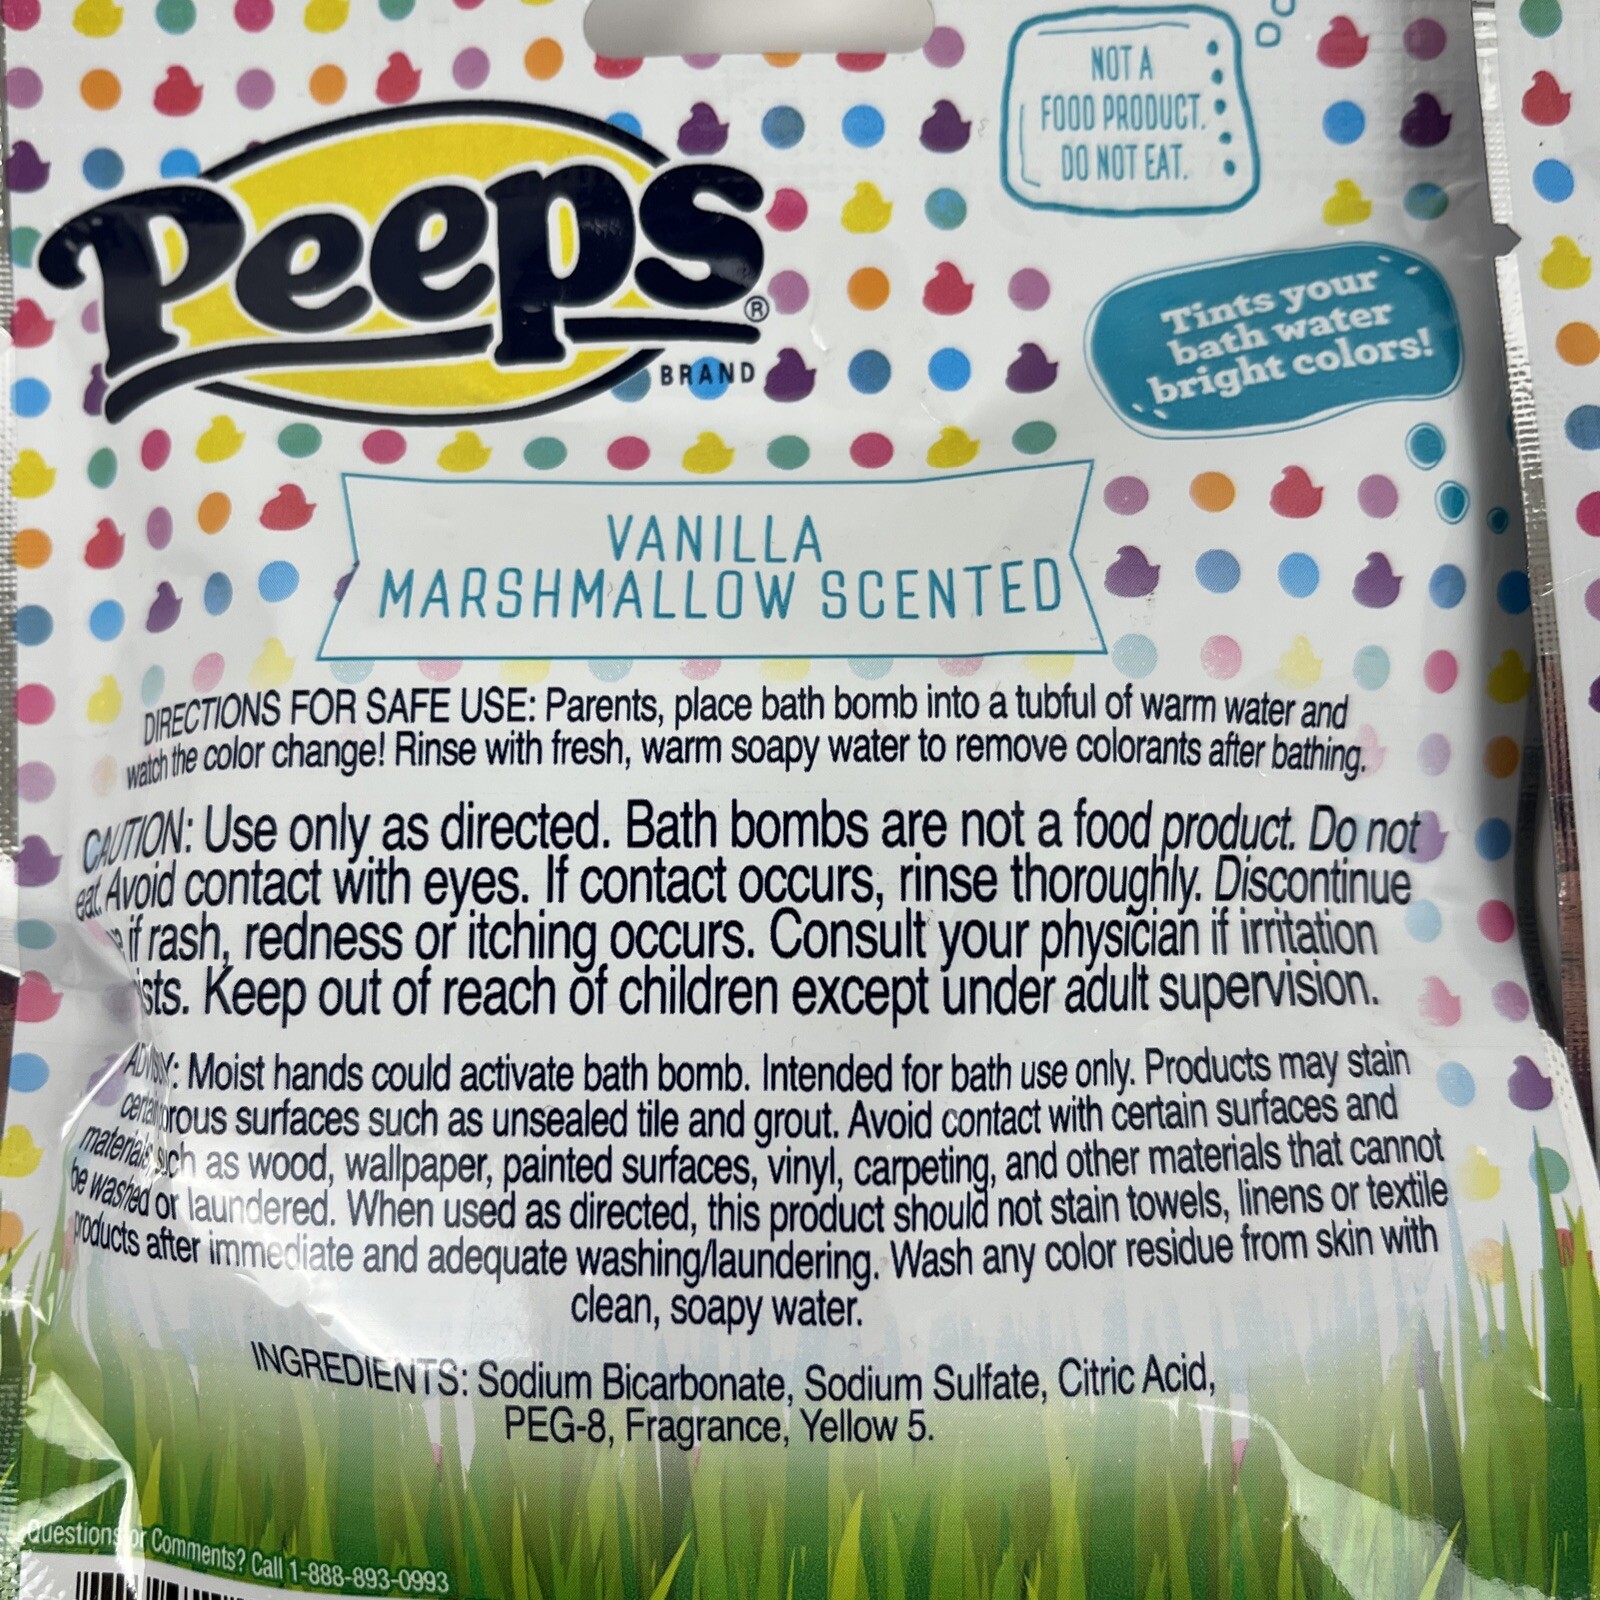 NOT A
FOOD PRODUCT.
DO NOT EAT.
Peeps®
BRAND
Tints your
bath water
bright colors!
VANILLA
MARSHMALLOW SCENTED
DIRECTIONS FOR SAFE USE: Parents, place bath bomb into a tubful of warm water and
watch the color change! Rinse with fresh, warm soapy water to remove colorants after bathing.
CAUTION: Use only as directed. Bath bombs are not a food product. Do not
eat. Avoid contact with eyes. If contact occurs, rinse thoroughly. Discontinue
if rash, redness or itching occurs. Consult your physician if irritation
sts. Keep out of reach of children except under adult supervision.
: Moist hands could activate bath bomb. Intended for bath use only. Products may stain
certain orous surfaces such as unsealed tile and grout. Avoid contact with certain surfaces and
materials such as wood, wallpaper, painted surfaces, vinyl, carpeting, and other materials that cannot
be washed or laundered. When used as directed, this product should not stain towels, linens or textile
products after immediate and adequate washing/laundering. Wash any color residue from skin with
clean, soapy water.
INGREDIENTS: Sodium Bicarbonate, Sodium Sulfate, Citric Acid,
PEG-8, Fragrance, Yellow 5.
Questions or Comments? Call 1-888-893-0993